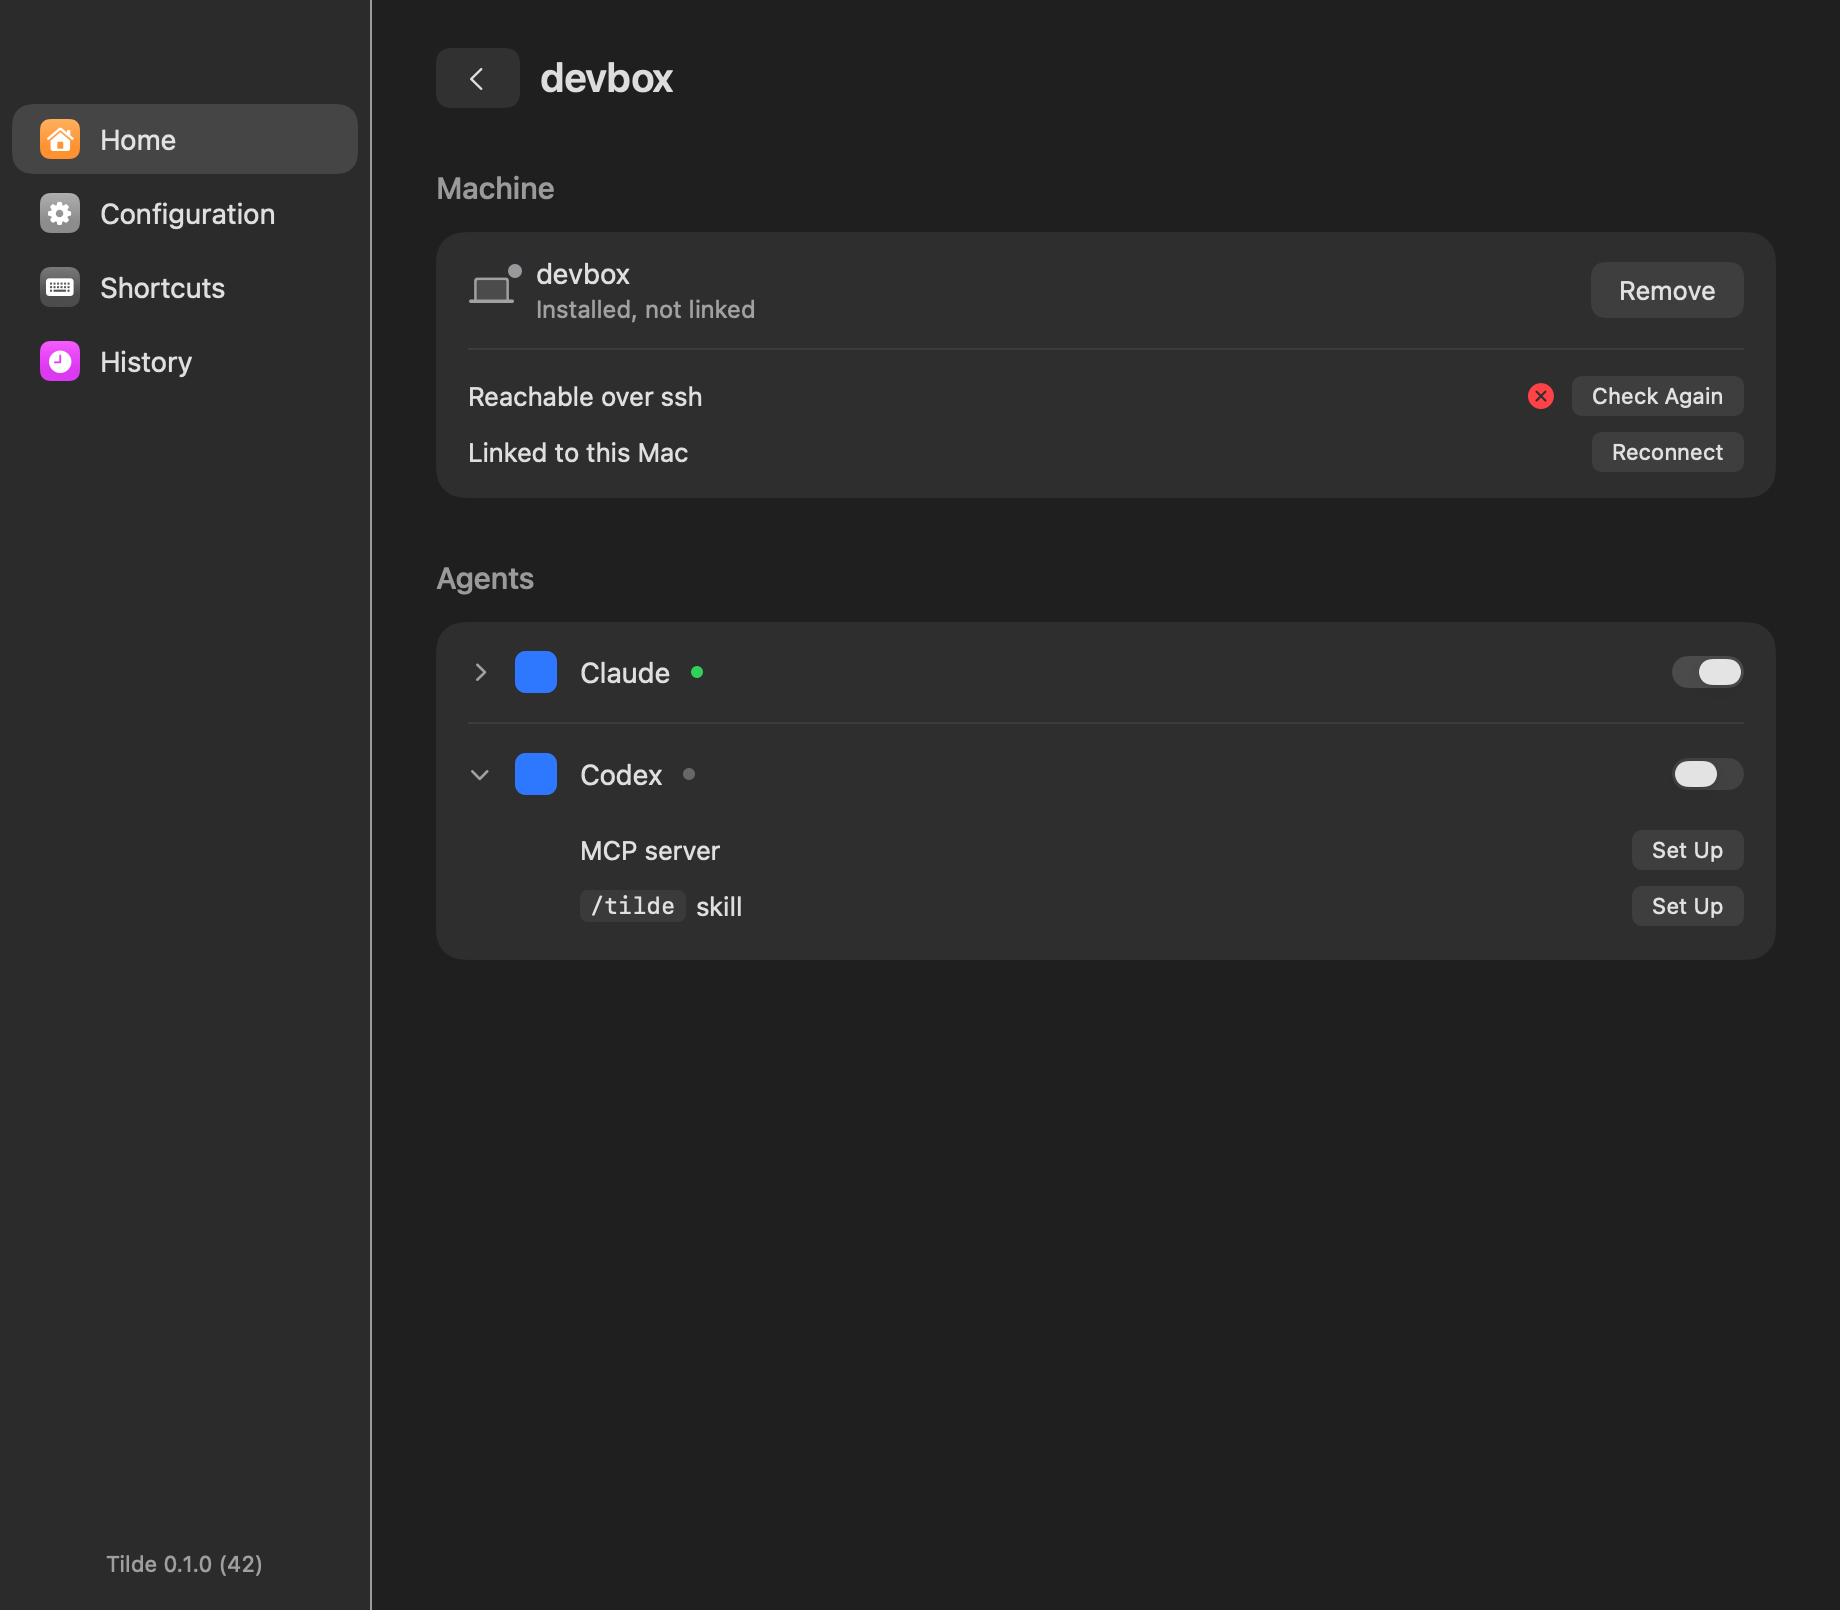 devbox
Home
Configuration
Shortcuts
History
Machine
devbox
Installed, not linked
Remove
Reachable over ssh
Check Again
Linked to this Mac
Reconnect
Agents
Claude
Codex
MCP server
Set Up
/tilde skill
Set Up
Tilde 0.1.0 (42)